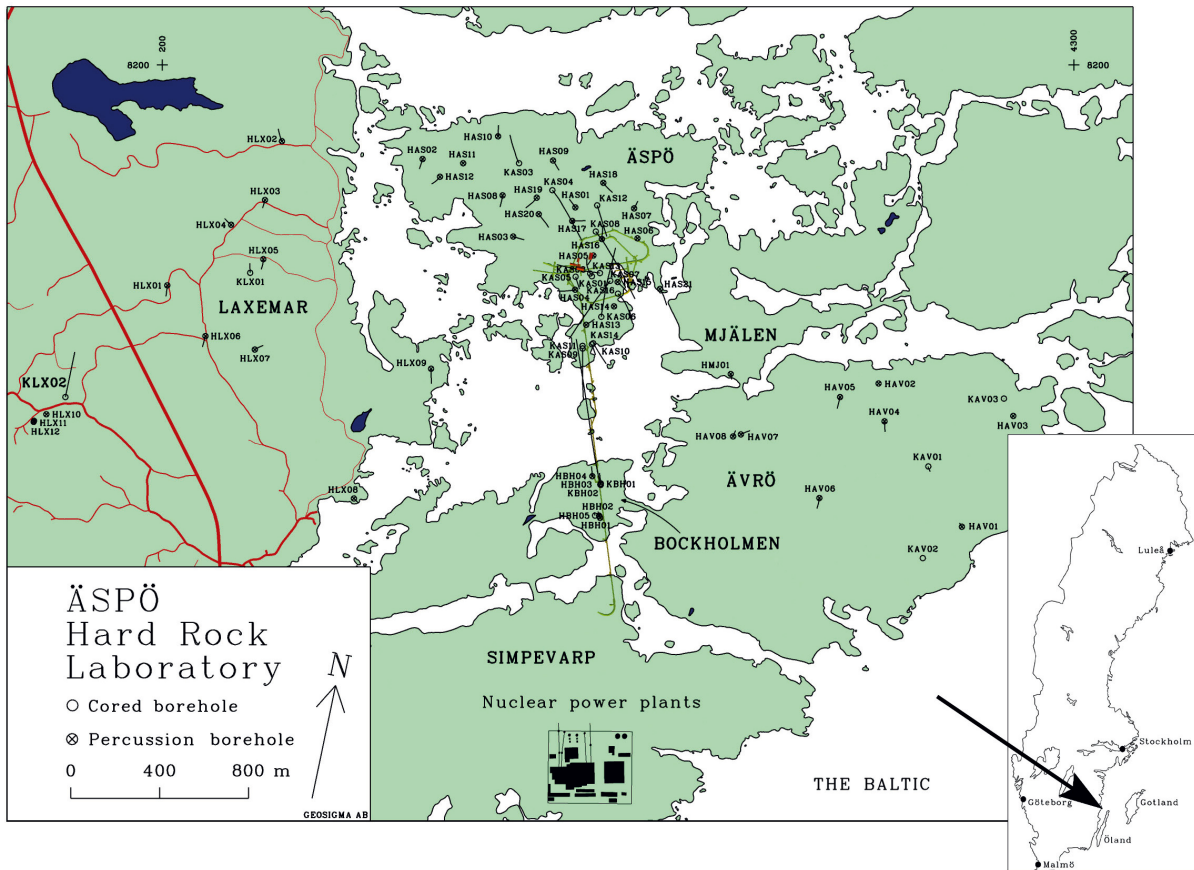 200
8200
4300
8200
HLX02
HAS10
HAS02
HAS11
HAS12
KAS03
HAS09
ÄSPÖ
KAS04
HAS18
HAS19
HAS01
KAS12
HAS08
HLX03
HAS20
HAS07
HLX04
KAS08
HAS17
HAS03
HAS06
HAS16
HLX05
HAS05
KAS05
KLX01
HLX01
HAS21
HAS04
KAS16
LAXEMAR
HAS14
KAS06
HAS13
MJÄLEN
HLX06
KAS14
KAS11
KAS10
KAS09
HLX07
HLX09
HMJ01
KLX02
HAV05
HAV02
KAV03
HLX10
HLX11
HLX12
HAV04
HAV03
HAV08
HAV07
KAV01
HBH04
HBH03
KBH01
KBH02
ÄVRÖ
HLX08
HAV06
HBH02
HBH05
HBH01
HAV01
BOCKHOLMEN
KAV02
ÄSPÖ
Hard Rock
Laboratory
N
Cored borehole
Percussion borehole
0 400 800 m
GEOSIGMA AB
SIMPEVARP
Nuclear power plants
THE BALTIC
Luleå
Stockholm
Göteborg
Gotland
Öland
Malmö